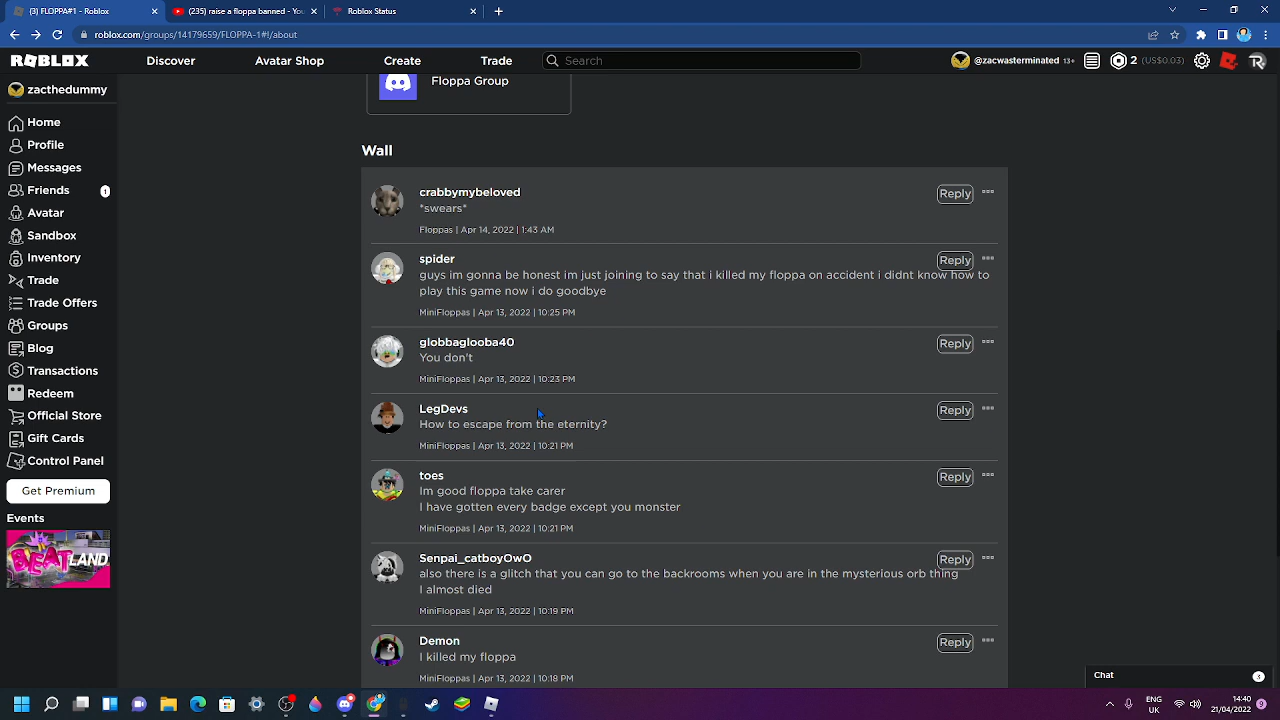 (3) FLOPPA#1 - Roblox
(235) raise a floppa banned - You
Roblox Status
roblox.com/groups/14179659/FLOPPA-1#!/about
ROBLOX
Discover
Avatar Shop
Create
Trade
Search
@zacwasterminated 13+
2 (US$0.03)
zacthedummy
Home
Profile
Messages
Friends 1
Avatar
Sandbox
Inventory
Trade
Trade Offers
Groups
Blog
Transactions
Redeem
Official Store
Gift Cards
Control Panel
Get Premium
Events
BEATLAND
Floppa Group
Wall
crabbymybeloved
Reply
*swears*
Floppas | Apr 14, 2022 | 1:43 AM
spider
Reply
guys im gonna be honest im just joining to say that i killed my floppa on accident i didnt know how to
play this game now i do goodbye
MiniFloppas | Apr 13, 2022 | 10:25 PM
globbaglooba40
Reply
You don't
MiniFloppas | Apr 13, 2022 | 10:23 PM
LegDevs
Reply
How to escape from the eternity?
MiniFloppas | Apr 13, 2022 | 10:21 PM
toes
Reply
Im good floppa take carer
I have gotten every badge except you monster
MiniFloppas | Apr 13, 2022 | 10:21 PM
Senpai_catboyOwO
Reply
also there is a glitch that you can go to the backrooms when you are in the mysterious orb thing
I almost died
MiniFloppas | Apr 13, 2022 | 10:19 PM
Demon
Reply
I killed my floppa
MiniFloppas | Apr 13, 2022 | 10:18 PM
Chat
3
ENG
UK
14:40
21/04/2022
3